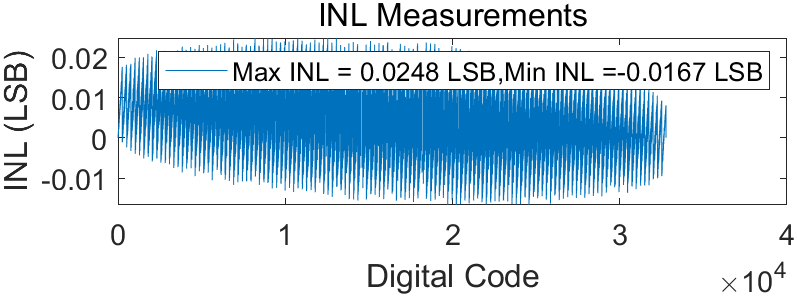 INL Measurements
Max INL = 0.0248 LSB,Min INL =-0.0167 LSB
INL (LSB)
0.02
0.01
0
-0.01
0 1 2 3 4
Digital Code
×10^4